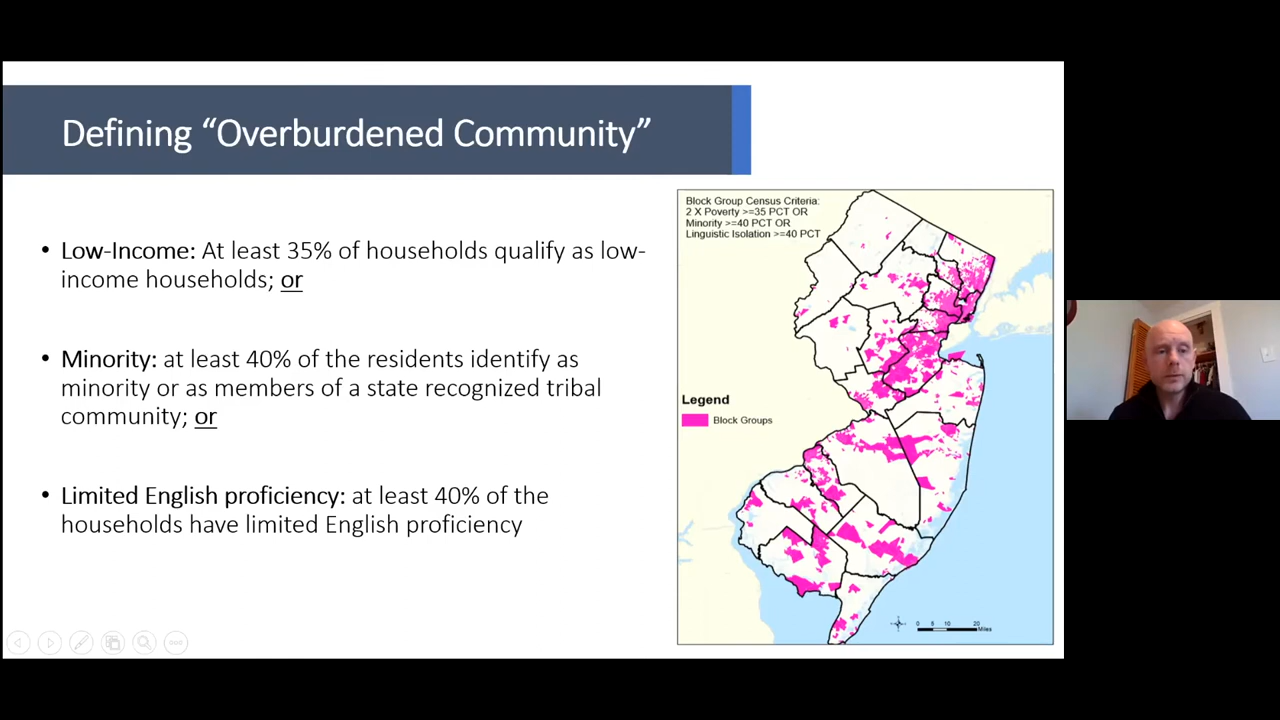 Defining “Overburdened Community”
• Low-Income: At least 35% of households qualify as low-
income households; or
• Minority: at least 40% of the residents identify as
minority or as members of a state recognized tribal
community; or
• Limited English proficiency: at least 40% of the
households have limited English proficiency
Block Group Census Criteria:
2 X Poverty >=35 PCT OR
Minority >=40 PCT OR
Linguistic Isolation >=40 PCT
Legend
Block Groups
0 5 10 20
Miles